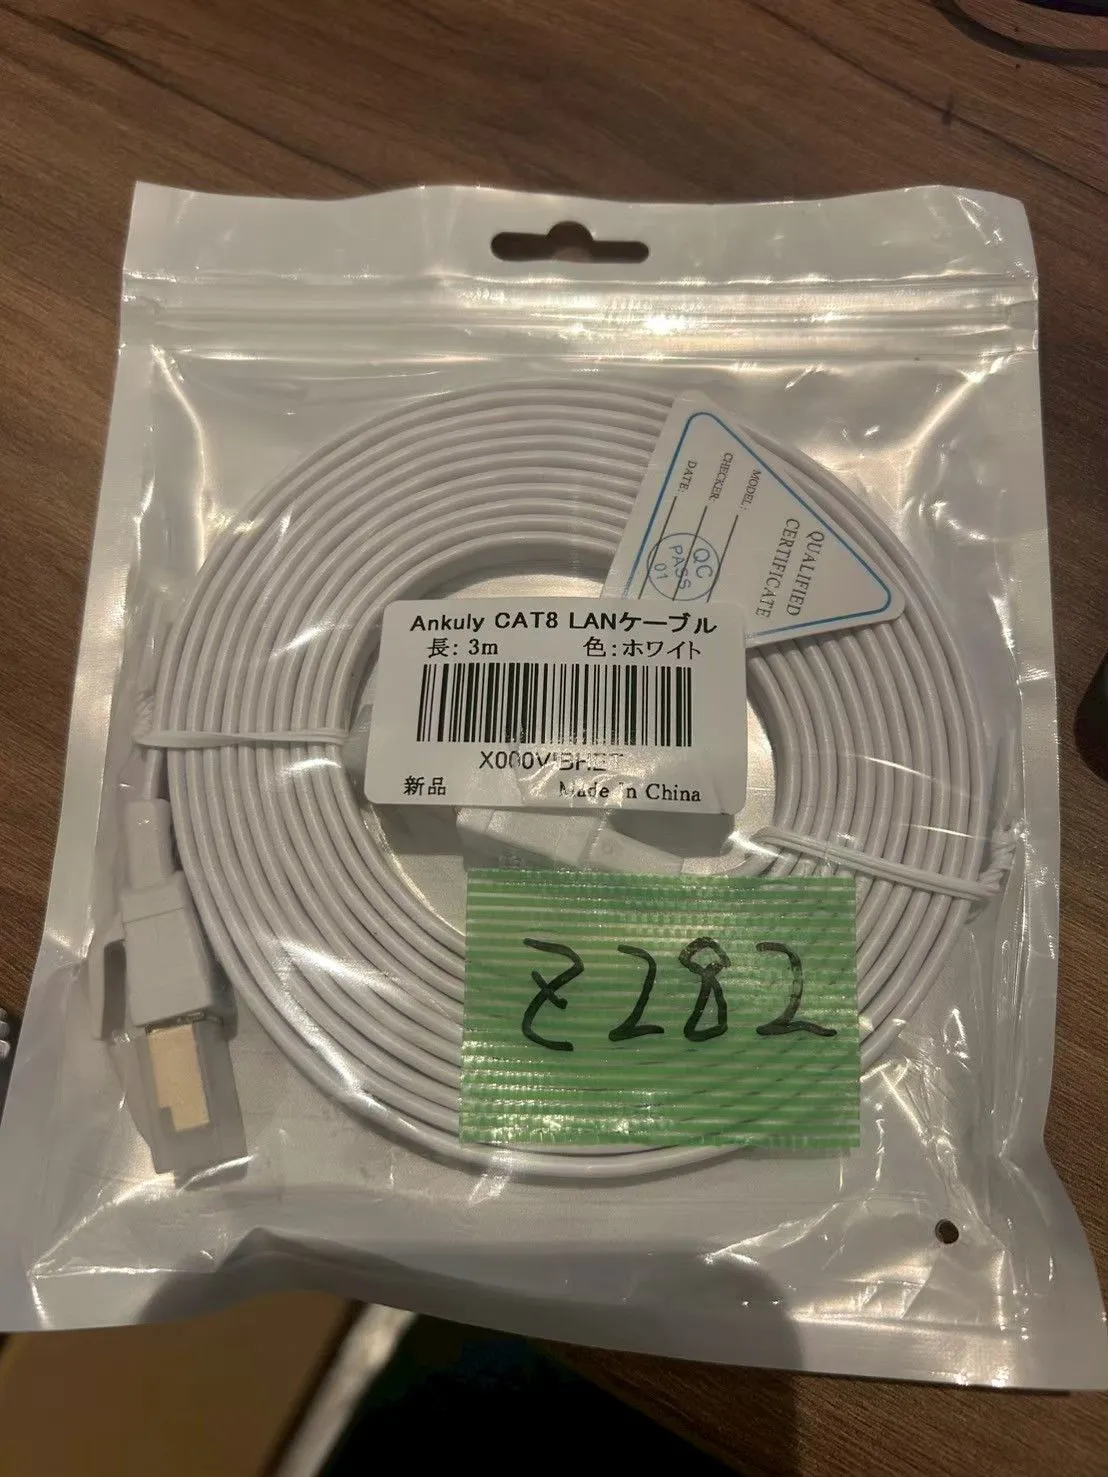 QUALIFIED
CERTIFICATE
MODEL:
CHECKER:
DATE:
QC
PASS
01
Ankuly CAT8 LANケーブル
長: 3m 色:ホワイト
新品 Made in China
Z282